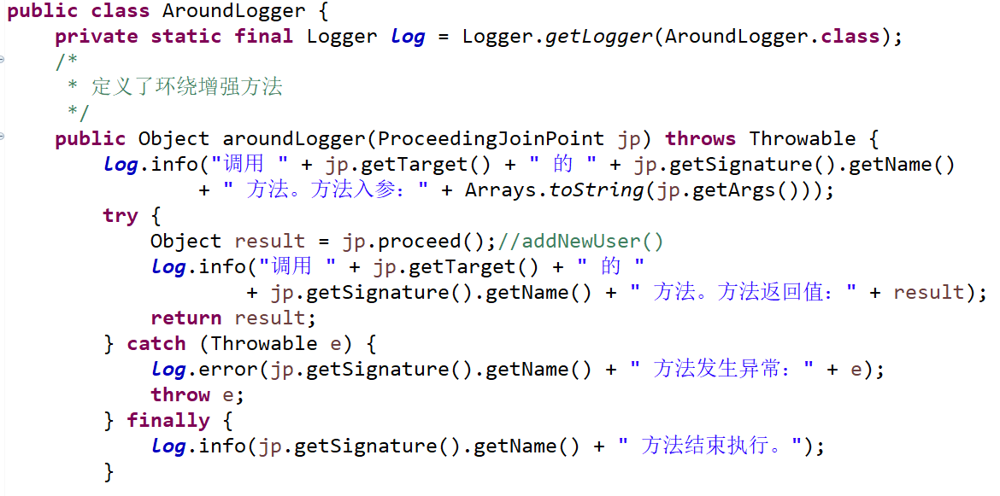 public class AroundLogger {
    private static final Logger log = Logger.getLogger(AroundLogger.class);
    /*
     * 定义了环绕增强方法
     */
    public Object aroundLogger(ProceedingJoinPoint jp) throws Throwable {
        log.info("调用 " + jp.getTarget() + " 的 " + jp.getSignature().getName()
                + " 方法。方法入参：" + Arrays.toString(jp.getArgs()));
        try {
            Object result = jp.proceed();//addNewUser()
            log.info("调用 " + jp.getTarget() + " 的 "
                    + jp.getSignature().getName() + " 方法。方法返回值：" + result);
            return result;
        } catch (Throwable e) {
            log.error(jp.getSignature().getName() + " 方法发生异常：" + e);
            throw e;
        } finally {
            log.info(jp.getSignature().getName() + " 方法结束执行。");
        }